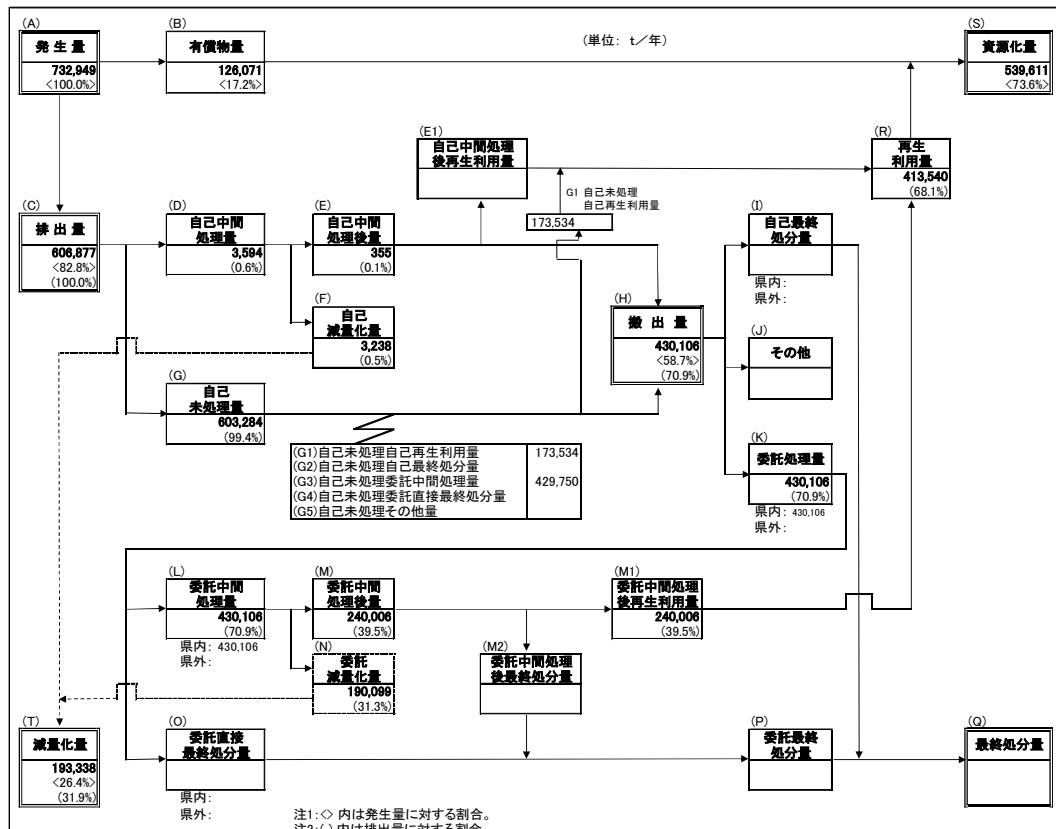 (A)
発 生 量
732,949
<100.0%>
(B)
有償物量
126,071
<17.2%>
(単位: t/年)
(S)
資源化量
539,611
<73.6%>
(E1)
自己中間処理
後再生利用量
(R)
再生
利用量
413,540
(68.1%)
G1 自己未処理
自己再生利用量
173,534
(C)
排 出 量
606,877
<82.8%>
(100.0%)
(D)
自己中間
処理量
3,594
(0.6%)
(E)
自己中間
処理後量
355
(0.1%)
(F)
自己
減量化量
3,238
(0.5%)
(G)
自己
未処理量
603,284
(99.4%)
(H)
搬 出 量
430,106
<58.7%>
(70.9%)
(I)
自己最終
処分量
県内:
県外:
(J)
その他
(K)
委託処理量
430,106
(70.9%)
県内: 430,106
県外:
(G1)自己未処理自己再生利用量 173,534
(G2)自己未処理自己最終処分量
(G3)自己未処理委託中間処理量 429,750
(G4)自己未処理委託直接最終処分量
(G5)自己未処理その他量
(L)
委託中間
処理量
430,106
(70.9%)
県内: 430,106
県外:
(M)
委託中間
処理後量
240,006
(39.5%)
(M1)
委託中間処理
後再生利用量
240,006
(39.5%)
(N)
委託
減量化量
190,099
(31.3%)
(M2)
委託中間処理
後最終処分量
(T)
減量化量
193,338
<26.4%>
(31.9%)
(O)
委託直接
最終処分量
県内:
県外:
(P)
委託最終
処分量
(Q)
最終処分量
注1:<> 内は発生量に対する割合。
注2:( ) 内は排出量に対する割合